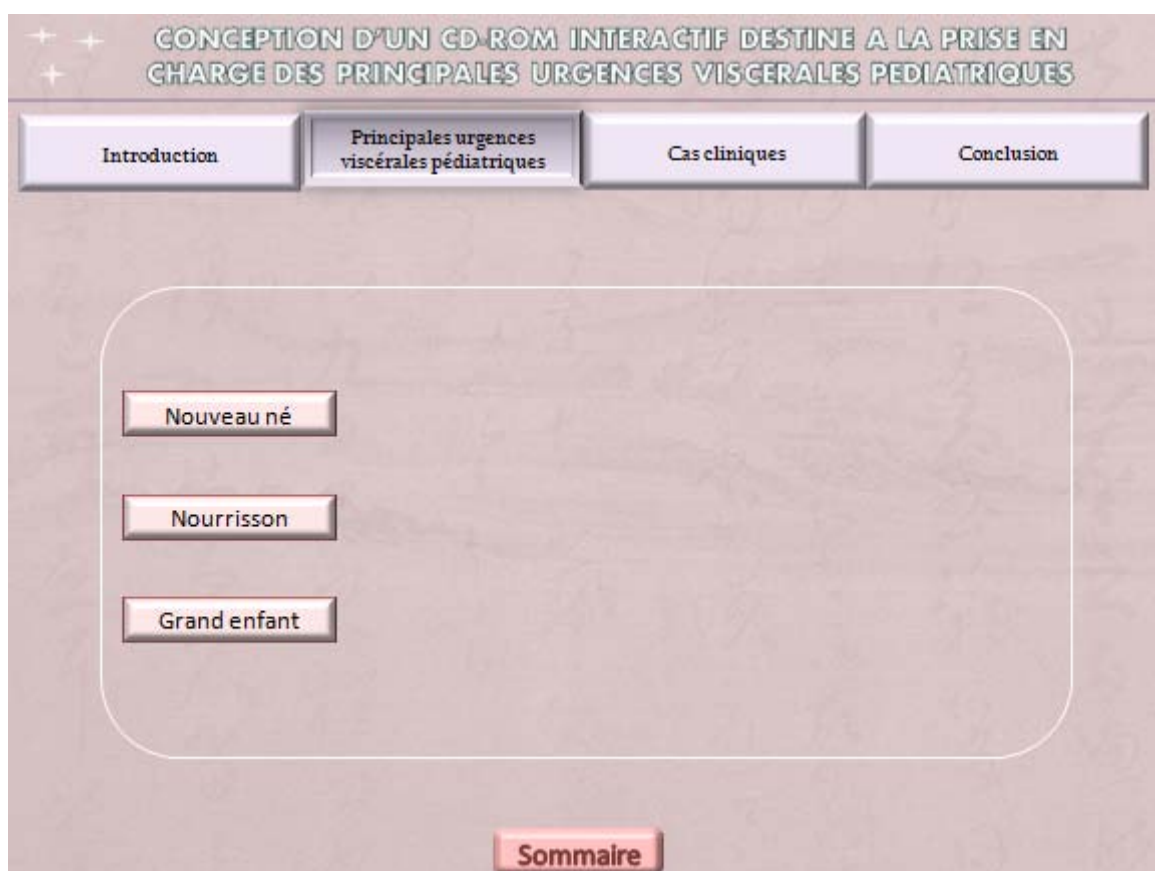 CONCEPTION D'UN CD-ROM INTERACTIF DESTINE A LA PRISE EN
CHARGE DES PRINCIPALES URGENCES VISCERALES PEDIATRIQUES
Introduction
Principales urgences
viscérales pédiatriques
Cas cliniques
Conclusion
Nouveau né
Nourrisson
Grand enfant
Sommaire